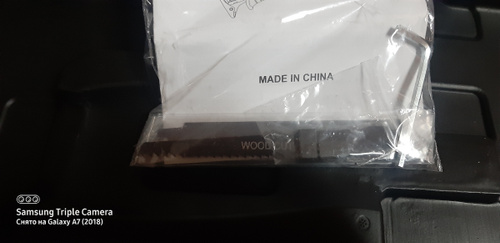 MADE IN CHINA
WOOD
Samsung Triple Camera
Снято на Galaxy A7 (2018)